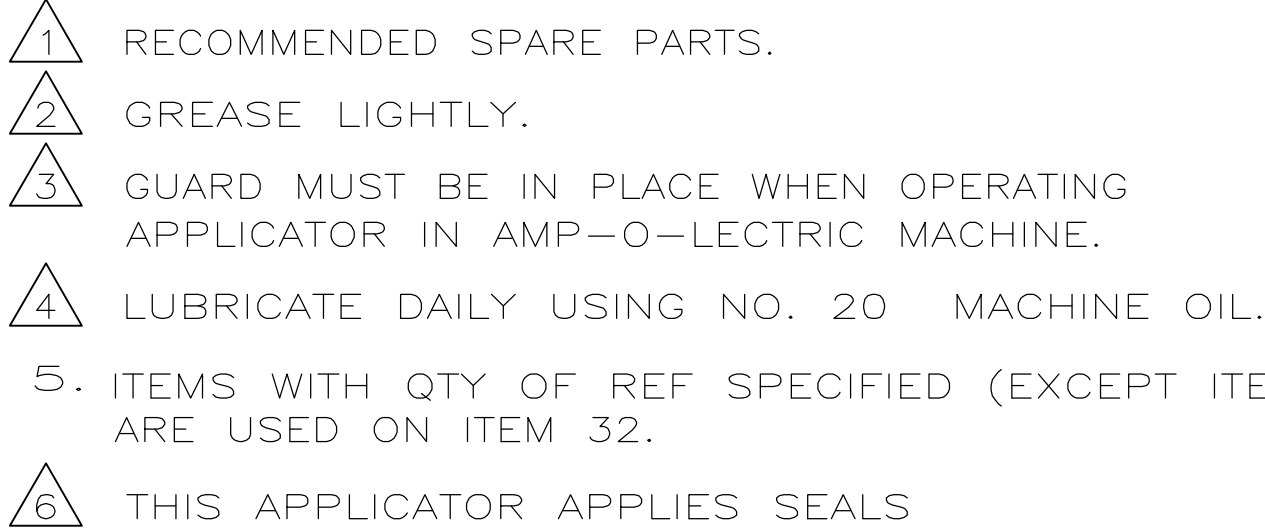 1 RECOMMENDED SPARE PARTS.
2 GREASE LIGHTLY.
3 GUARD MUST BE IN PLACE WHEN OPERATING
APPLICATOR IN AMP-O-LECTRIC MACHINE.
4 LUBRICATE DAILY USING NO. 20 MACHINE OIL.
5. ITEMS WITH QTY OF REF SPECIFIED (EXCEPT ITE
ARE USED ON ITEM 32.
6 THIS APPLICATOR APPLIES SEALS